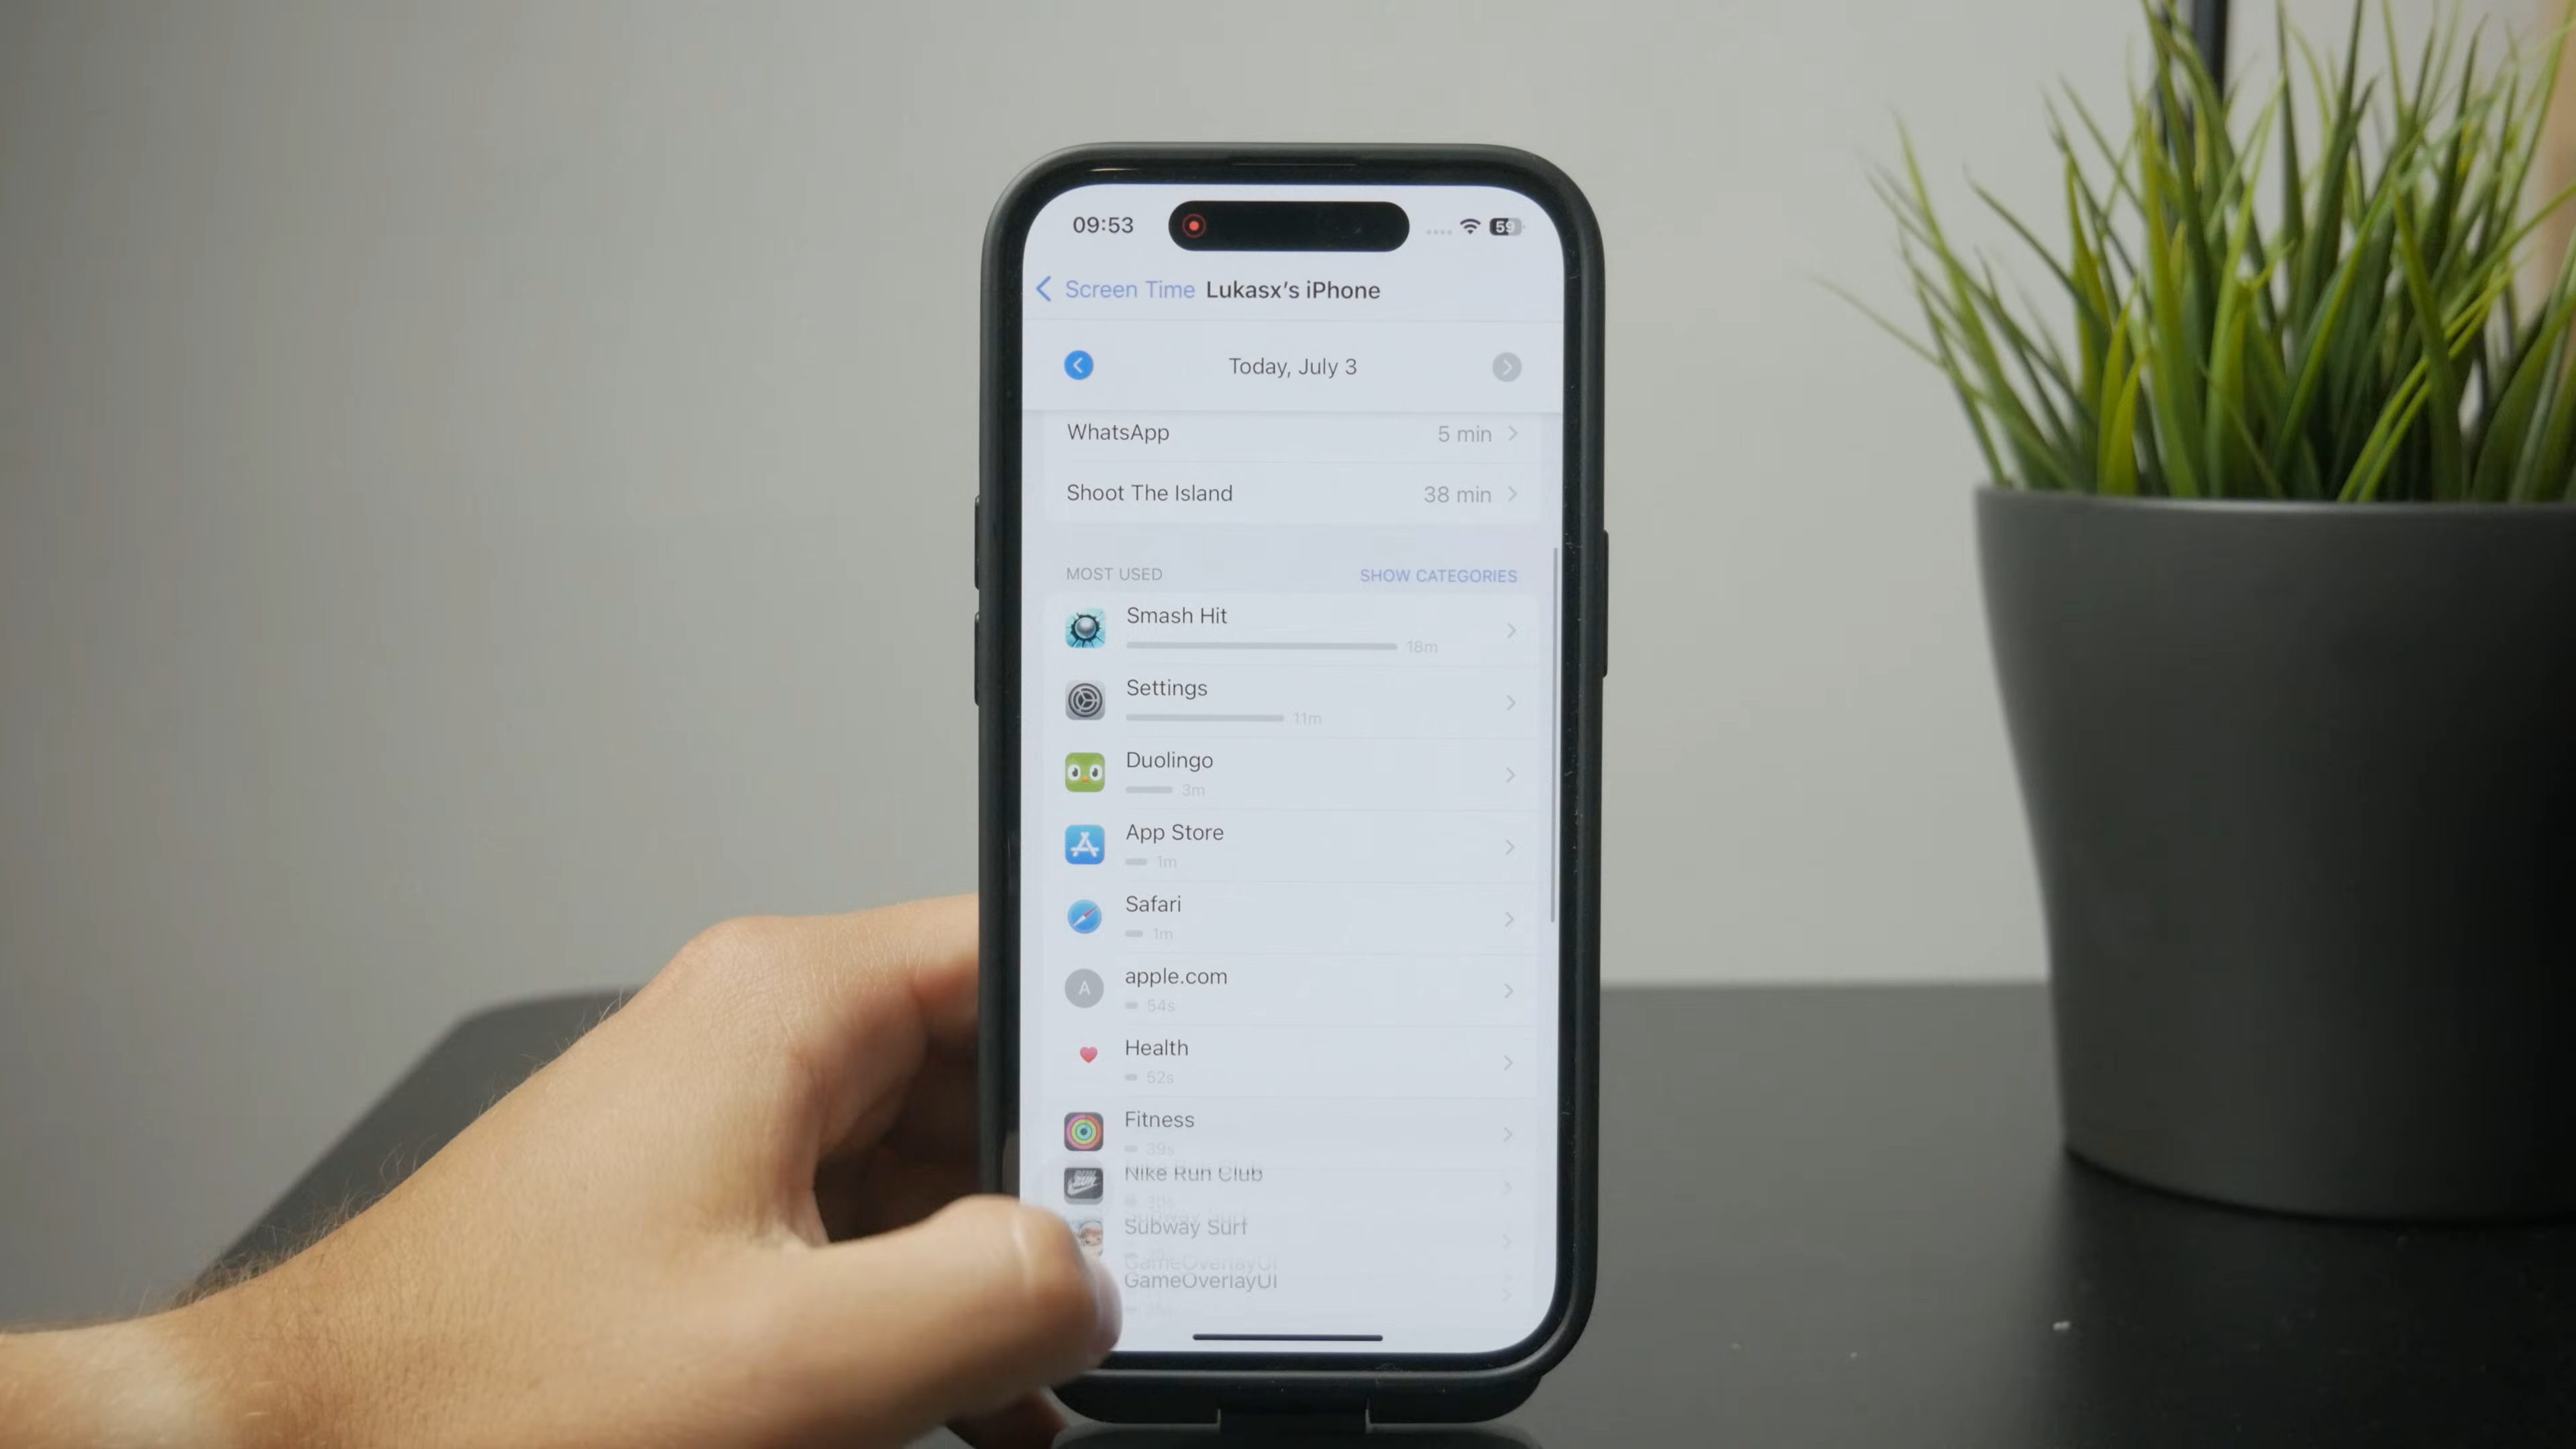 09:53
59
Screen Time Lukasx's iPhone
Today, July 3
WhatsApp 5 min
Shoot The Island 38 min
MOST USED SHOW CATEGORIES
Smash Hit
18m
Settings
11m
Duolingo
3m
App Store
1m
Safari
1m
apple.com
A
54s
Health
52s
Fitness
39s
Nike Run Club
Subway Surf
GameOverlayUI